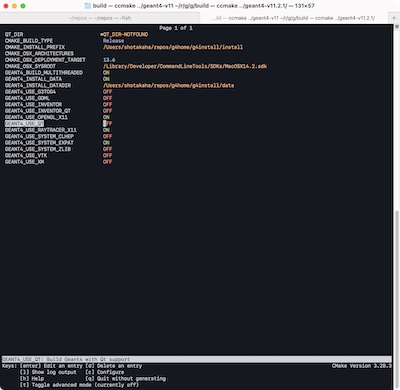 build — ccmake ../geant4-v11 ~/r/g/g/build — ccmake ../geant4-v11.2.1/ — 131×57
~/repos — ~/repos — -fish
...ild — ccmake ../geant4-v11 ~/r/g/g/build — ccmake ../geant4-v11.2.1/
Page 1 of 1
QT_DIR *QT_DIR-NOTFOUND
CMAKE_BUILD_TYPE Release
CMAKE_INSTALL_PREFIX /Users/shotakaha/repos/g4home/g4install/install
CMAKE_OSX_ARCHITECTURES
CMAKE_OSX_DEPLOYMENT_TARGET 13.6
CMAKE_OSX_SYSROOT /Library/Developer/CommandLineTools/SDKs/MacOSX14.2.sdk
GEANT4_BUILD_MULTITHREADED ON
GEANT4_INSTALL_DATA ON
GEANT4_INSTALL_DATADIR /Users/shotakaha/repos/g4home/g4install/data
GEANT4_USE_G3TOG4 OFF
GEANT4_USE_GDML OFF
GEANT4_USE_INVENTOR OFF
GEANT4_USE_INVENTOR_QT OFF
GEANT4_USE_OPENGL_X11 ON
GEANT4_USE_QT OFF
GEANT4_USE_RAYTRACER_X11 ON
GEANT4_USE_SYSTEM_CLHEP OFF
GEANT4_USE_SYSTEM_EXPAT ON
GEANT4_USE_SYSTEM_ZLIB OFF
GEANT4_USE_VTK OFF
GEANT4_USE_XM OFF
GEANT4_USE_QT: Build Geant4 with Qt support
Keys: [enter] Edit an entry [d] Delete an entry CMake Version 3.28.3
[l] Show log output [c] Configure
[h] Help [q] Quit without generating
[t] Toggle advanced mode (currently off)